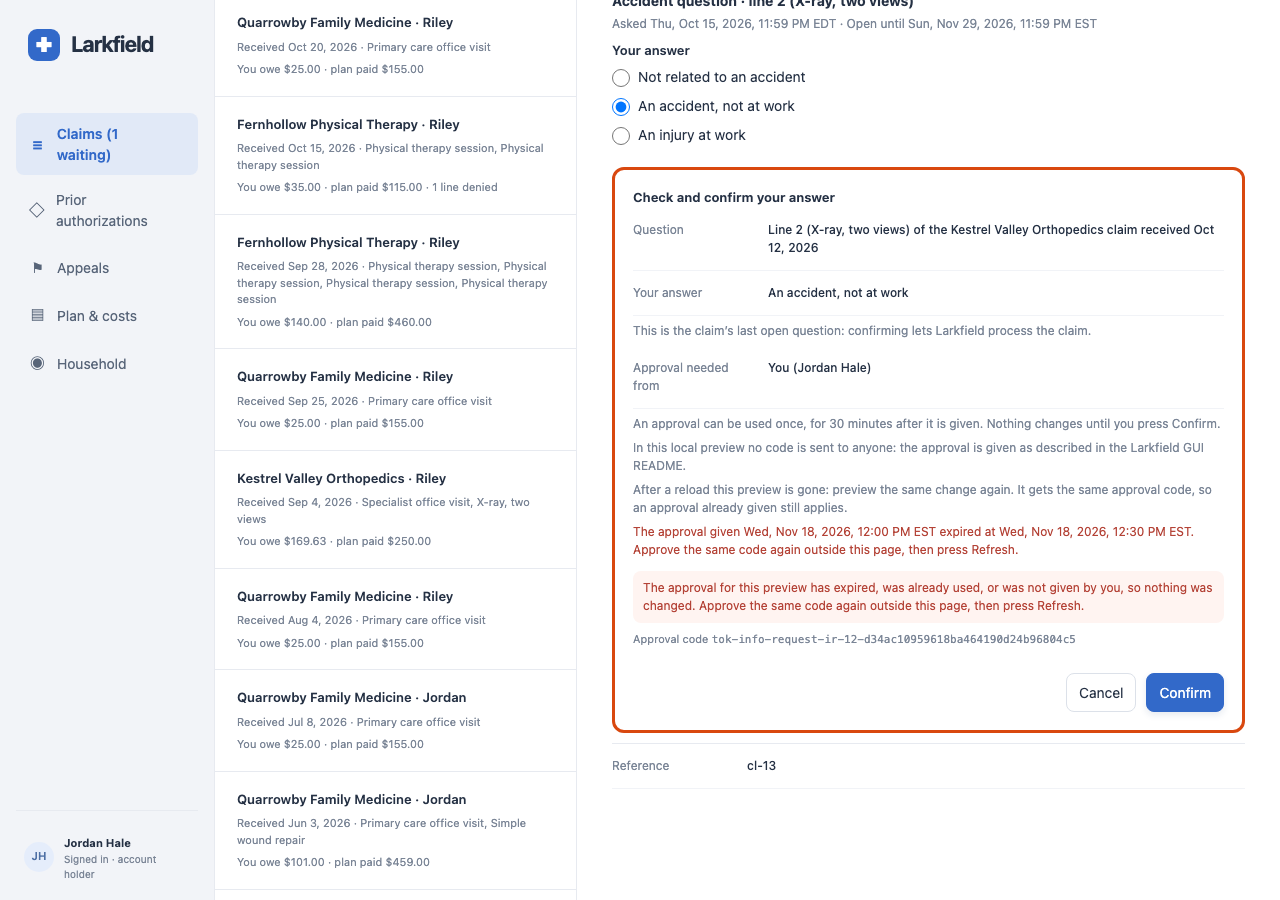 Larkfield
Claims (1
waiting)
Prior
authorizations
Appeals
Plan & costs
Household
JH
Jordan Hale
Signed in · account
holder
Quarrowby Family Medicine · Riley
Received Oct 20, 2026 · Primary care office visit
You owe $25.00 · plan paid $155.00
Fernhollow Physical Therapy · Riley
Received Oct 15, 2026 · Physical therapy session, Physical
therapy session
You owe $35.00 · plan paid $115.00 · 1 line denied
Fernhollow Physical Therapy · Riley
Received Sep 28, 2026 · Physical therapy session, Physical
therapy session, Physical therapy session, Physical therapy
session
You owe $140.00 · plan paid $460.00
Quarrowby Family Medicine · Riley
Received Sep 25, 2026 · Primary care office visit
You owe $25.00 · plan paid $155.00
Kestrel Valley Orthopedics · Riley
Received Sep 4, 2026 · Specialist office visit, X-ray, two
views
You owe $169.63 · plan paid $250.00
Quarrowby Family Medicine · Riley
Received Aug 4, 2026 · Primary care office visit
You owe $25.00 · plan paid $155.00
Quarrowby Family Medicine · Jordan
Received Jul 8, 2026 · Primary care office visit
You owe $25.00 · plan paid $155.00
Quarrowby Family Medicine · Jordan
Received Jun 3, 2026 · Primary care office visit, Simple
wound repair
You owe $101.00 · plan paid $459.00
Accident question · line 2 (X-ray, two views)
Asked Thu, Oct 15, 2026, 11:59 PM EDT · Open until Sun, Nov 29, 2026, 11:59 PM EST
Your answer
Not related to an accident
An accident, not at work
An injury at work
Check and confirm your answer
Question
Line 2 (X-ray, two views) of the Kestrel Valley Orthopedics claim received Oct
12, 2026
Your answer
An accident, not at work
This is the claim’s last open question: confirming lets Larkfield process the claim.
Approval needed
from
You (Jordan Hale)
An approval can be used once, for 30 minutes after it is given. Nothing changes until you press Confirm.
In this local preview no code is sent to anyone: the approval is given as described in the Larkfield GUI
README.
After a reload this preview is gone: preview the same change again. It gets the same approval code, so
an approval already given still applies.
The approval given Wed, Nov 18, 2026, 12:00 PM EST expired at Wed, Nov 18, 2026, 12:30 PM EST.
Approve the same code again outside this page, then press Refresh.
The approval for this preview has expired, was already used, or was not given by you, so nothing was
changed. Approve the same code again outside this page, then press Refresh.
Approval code tok-info-request-ir-12-d34ac10959618ba464190d24b96804c5
Cancel
Confirm
Reference
cl-13